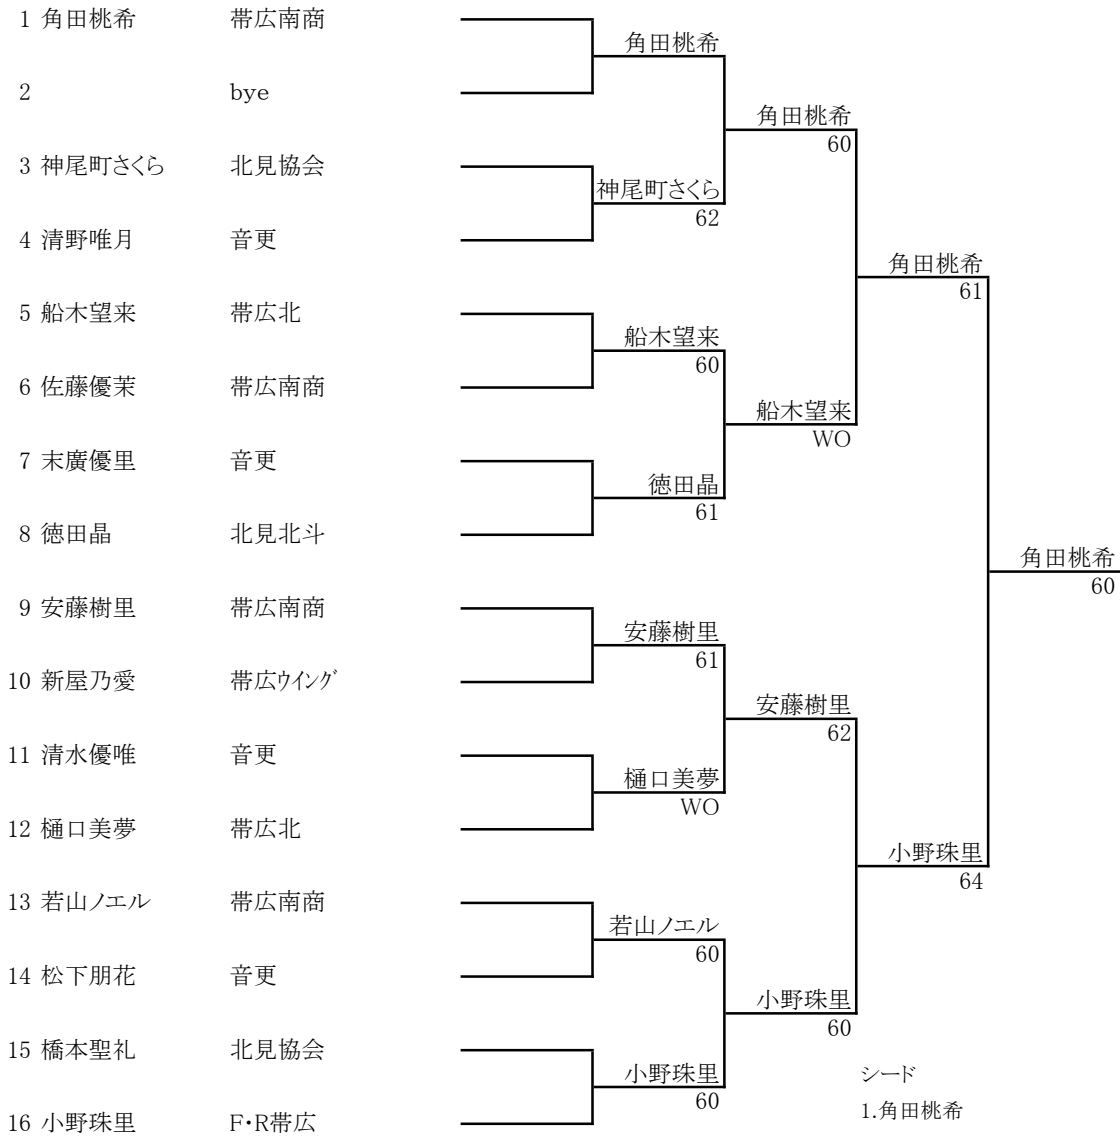 1 角田桃希 帯広南商
角田桃希
2 bye
角田桃希
60
3 神尾町さくら 北見協会
神尾町さくら
62
4 清野唯月 音更
角田桃希
61
5 船木望来 帯広北
船木望来
60
6 佐藤優茉 帯広南商
船木望来
WO
7 末廣優里 音更
徳田晶
61
8 徳田晶 北見北斗
角田桃希
60
9 安藤樹里 帯広南商
安藤樹里
61
10 新屋乃愛 帯広ウイング
安藤樹里
62
11 清水優唯 音更
樋口美夢
WO
12 樋口美夢 帯広北
小野珠里
64
13 若山ノエル 帯広南商
若山ノエル
60
14 松下朋花 音更
小野珠里
60
15 橋本聖礼 北見協会
小野珠里
60
シード
1.角田桃希
16 小野珠里 F・R帯広